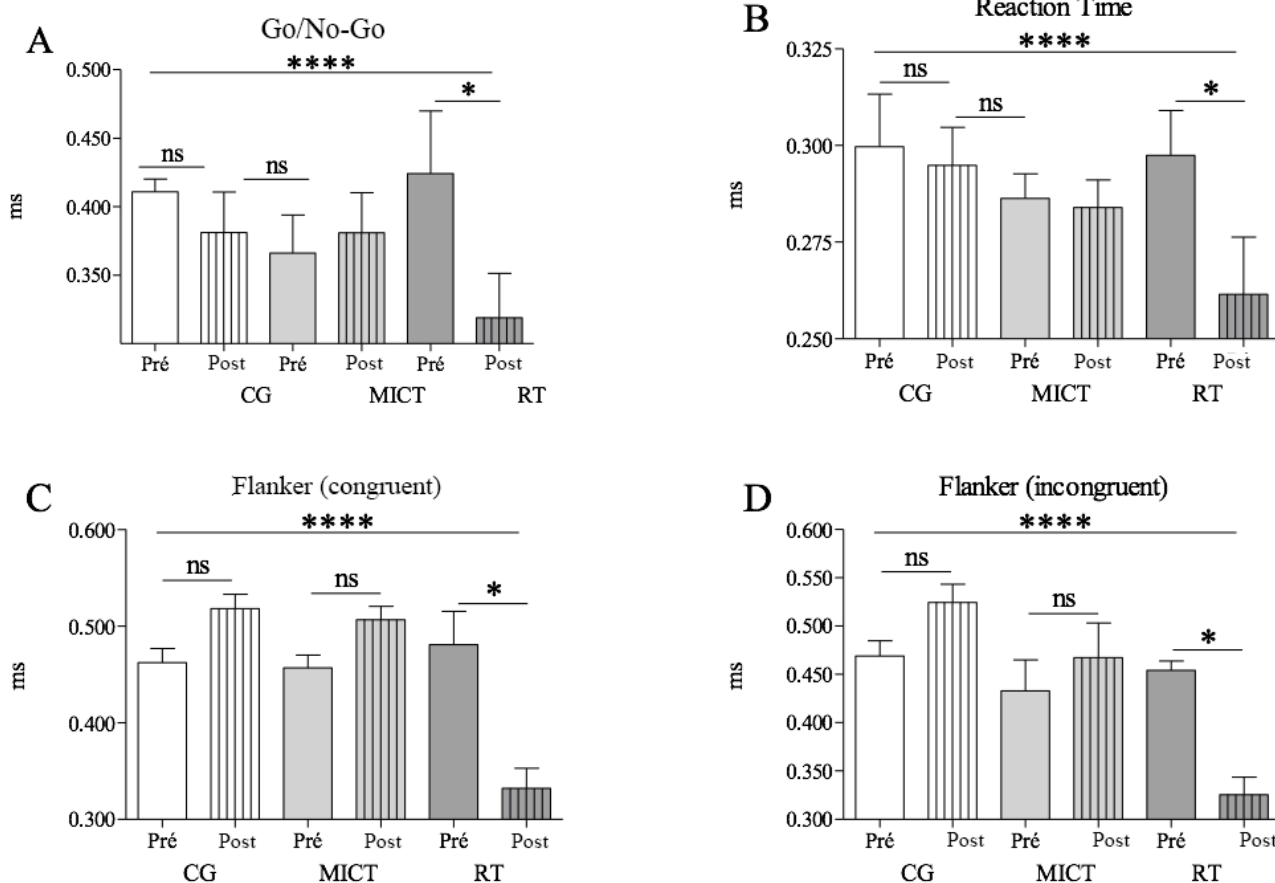 A
Go/No-Go
****
*
ns
ns
0.500
0.450
0.400
0.350
ms
Pré Post Pré Post Pré Post
CG MICT RT
B
Reaction Time
****
ns
ns
*
0.325
0.300
0.275
0.250
ms
Pré Post Pré Post Pré Post
CG MICT RT
C
Flanker (congruent)
****
ns
ns
*
0.600
0.500
0.400
0.300
ms
Pré Post Pré Post Pré Post
CG MICT RT
D
Flanker (incongruent)
****
ns
ns
*
0.600
0.550
0.500
0.450
0.400
0.350
0.300
ms
Pré Post Pré Post Pré Post
CG MICT RT